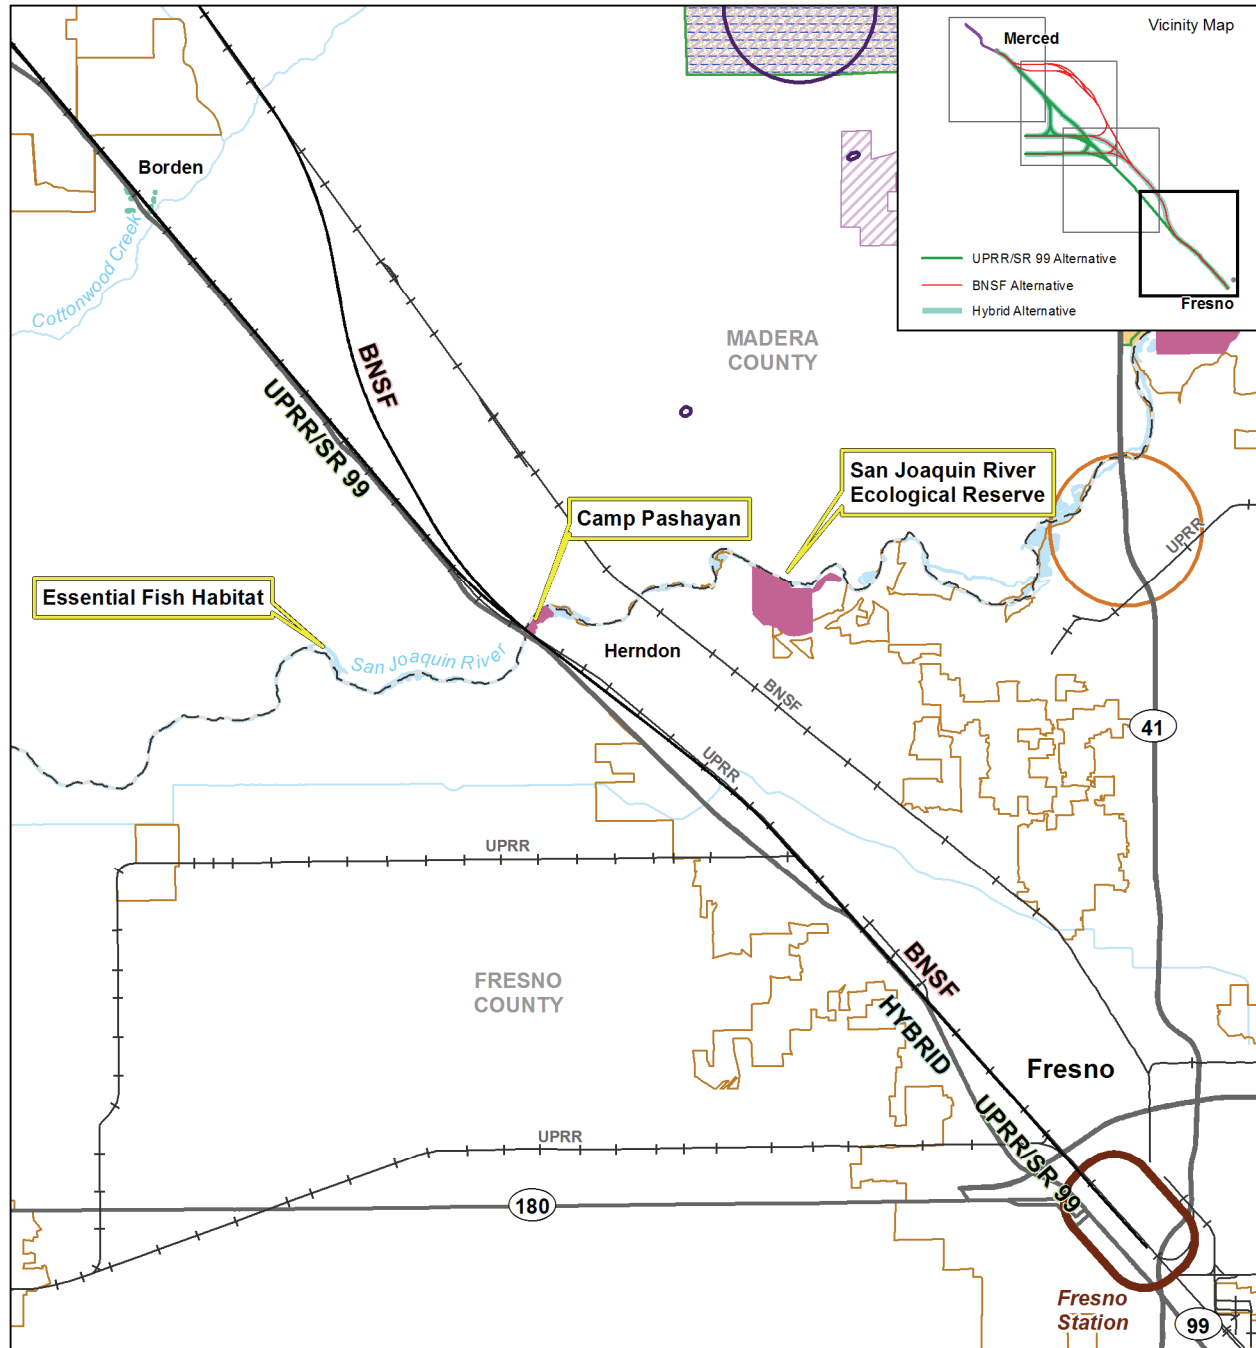 Vicinity Map
Merced
UPRR/SR 99 Alternative
BNSF Alternative
Hybrid Alternative
Fresno
Borden
Cottonwood Creek
BNSF
UPRR/SR 99
MADERA
COUNTY
San Joaquin River
Ecological Reserve
Camp Pashayan
UPRR
Essential Fish Habitat
San Joaquin River
Herndon
BNSF
41
UPRR
UPRR
FRESNO
COUNTY
BNSF
HYBRID
Fresno
UPRR/SR 99
UPRR
180
Fresno
Station
99